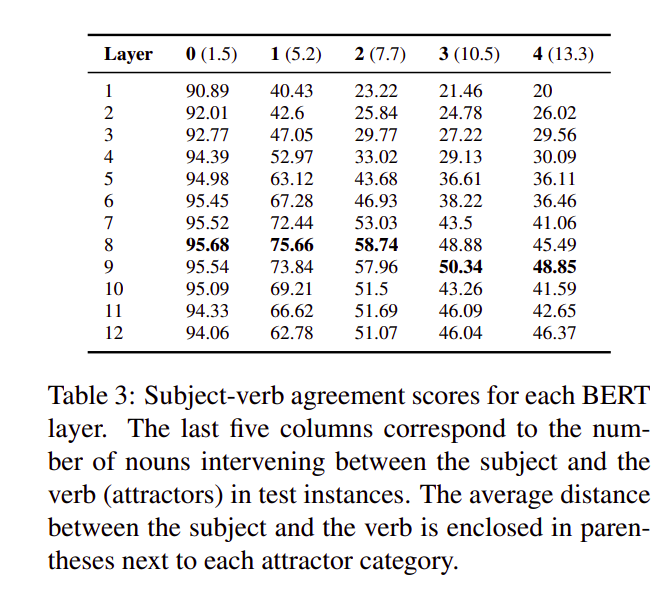 Layer 0 (1.5) 1 (5.2) 2 (7.7) 3 (10.5) 4 (13.3)
1 90.89 40.43 23.22 21.46 20
2 92.01 42.6 25.84 24.78 26.02
3 92.77 47.05 29.77 27.22 29.56
4 94.39 52.97 33.02 29.13 30.09
5 94.98 63.12 43.68 36.61 36.11
6 95.45 67.28 46.93 38.22 36.46
7 95.52 72.44 53.03 43.5 41.06
8 95.68 75.66 58.74 48.88 45.49
9 95.54 73.84 57.96 50.34 48.85
10 95.09 69.21 51.5 43.26 41.59
11 94.33 66.62 51.69 46.09 42.65
12 94.06 62.78 51.07 46.04 46.37
Table 3: Subject-verb agreement scores for each BERT
layer. The last five columns correspond to the num-
ber of nouns intervening between the subject and the
verb (attractors) in test instances. The average distance
between the subject and the verb is enclosed in paren-
theses next to each attractor category.